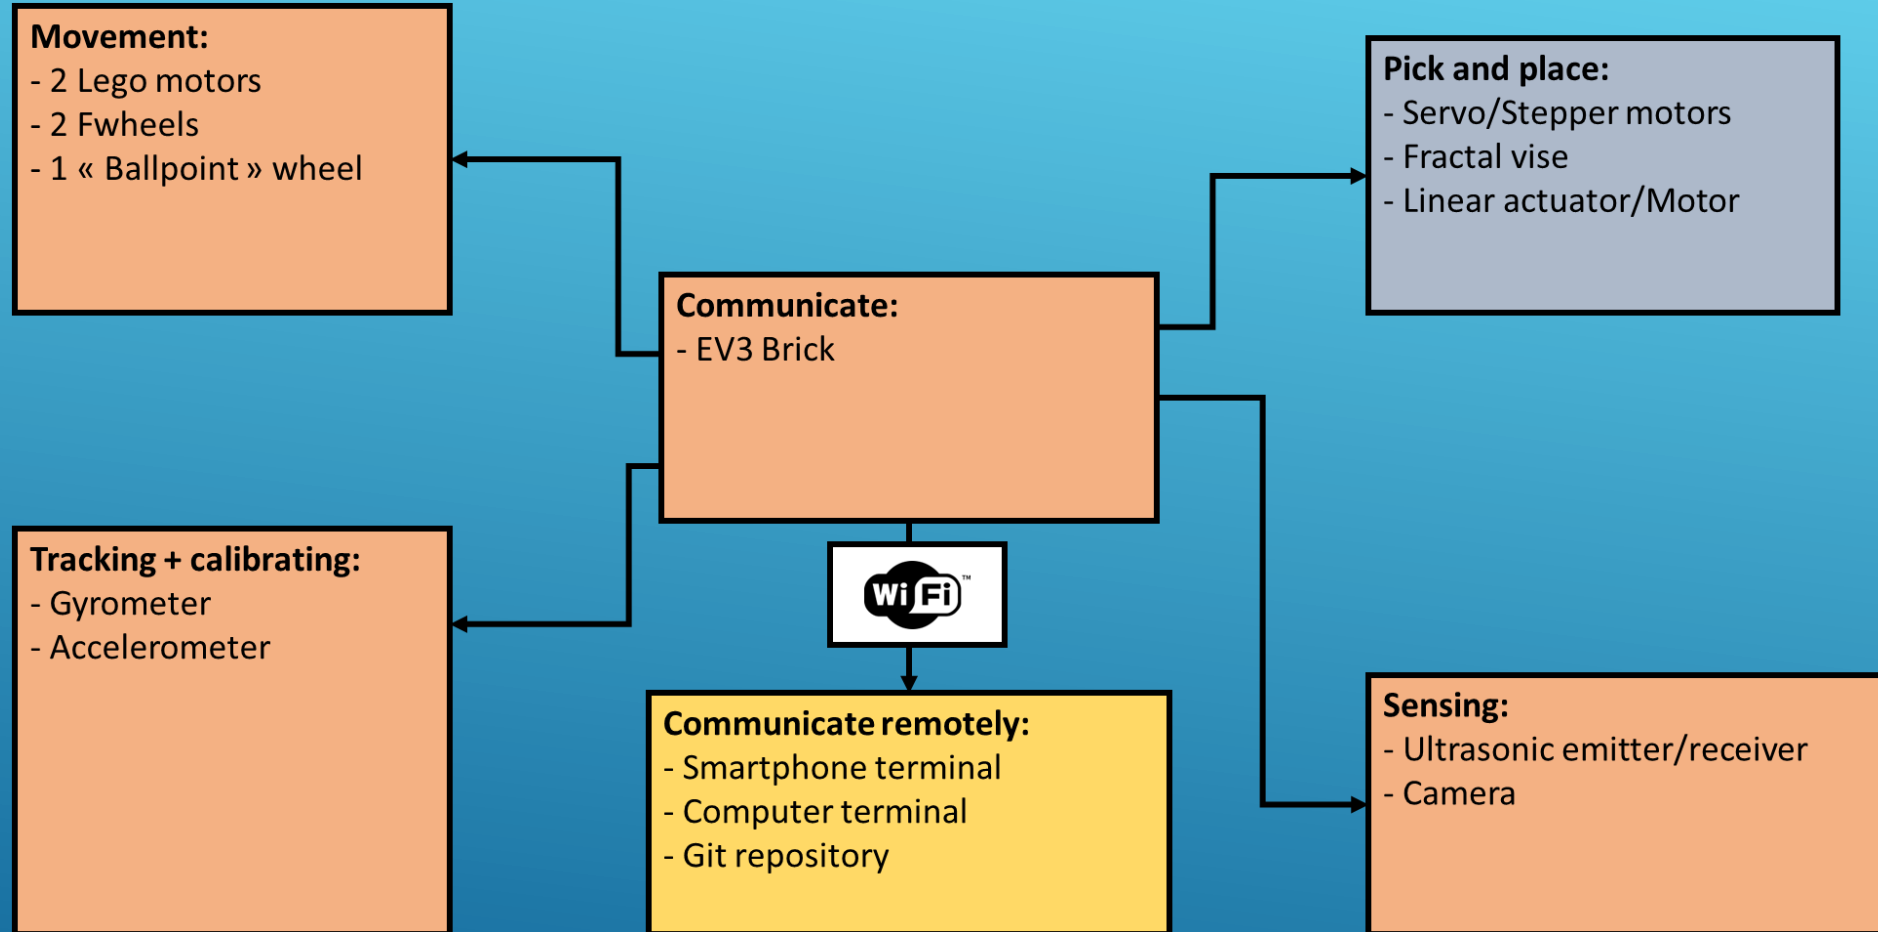 Movement:
- 2 Lego motors
- 2 Fwheels
- 1 « Ballpoint » wheel
Pick and place:
- Servo/Stepper motors
- Fractal vise
- Linear actuator/Motor
Communicate:
- EV3 Brick
Tracking + calibrating:
- Gyrometer
- Accelerometer
WiFi™
Communicate remotely:
- Smartphone terminal
- Computer terminal
- Git repository
Sensing:
- Ultrasonic emitter/receiver
- Camera